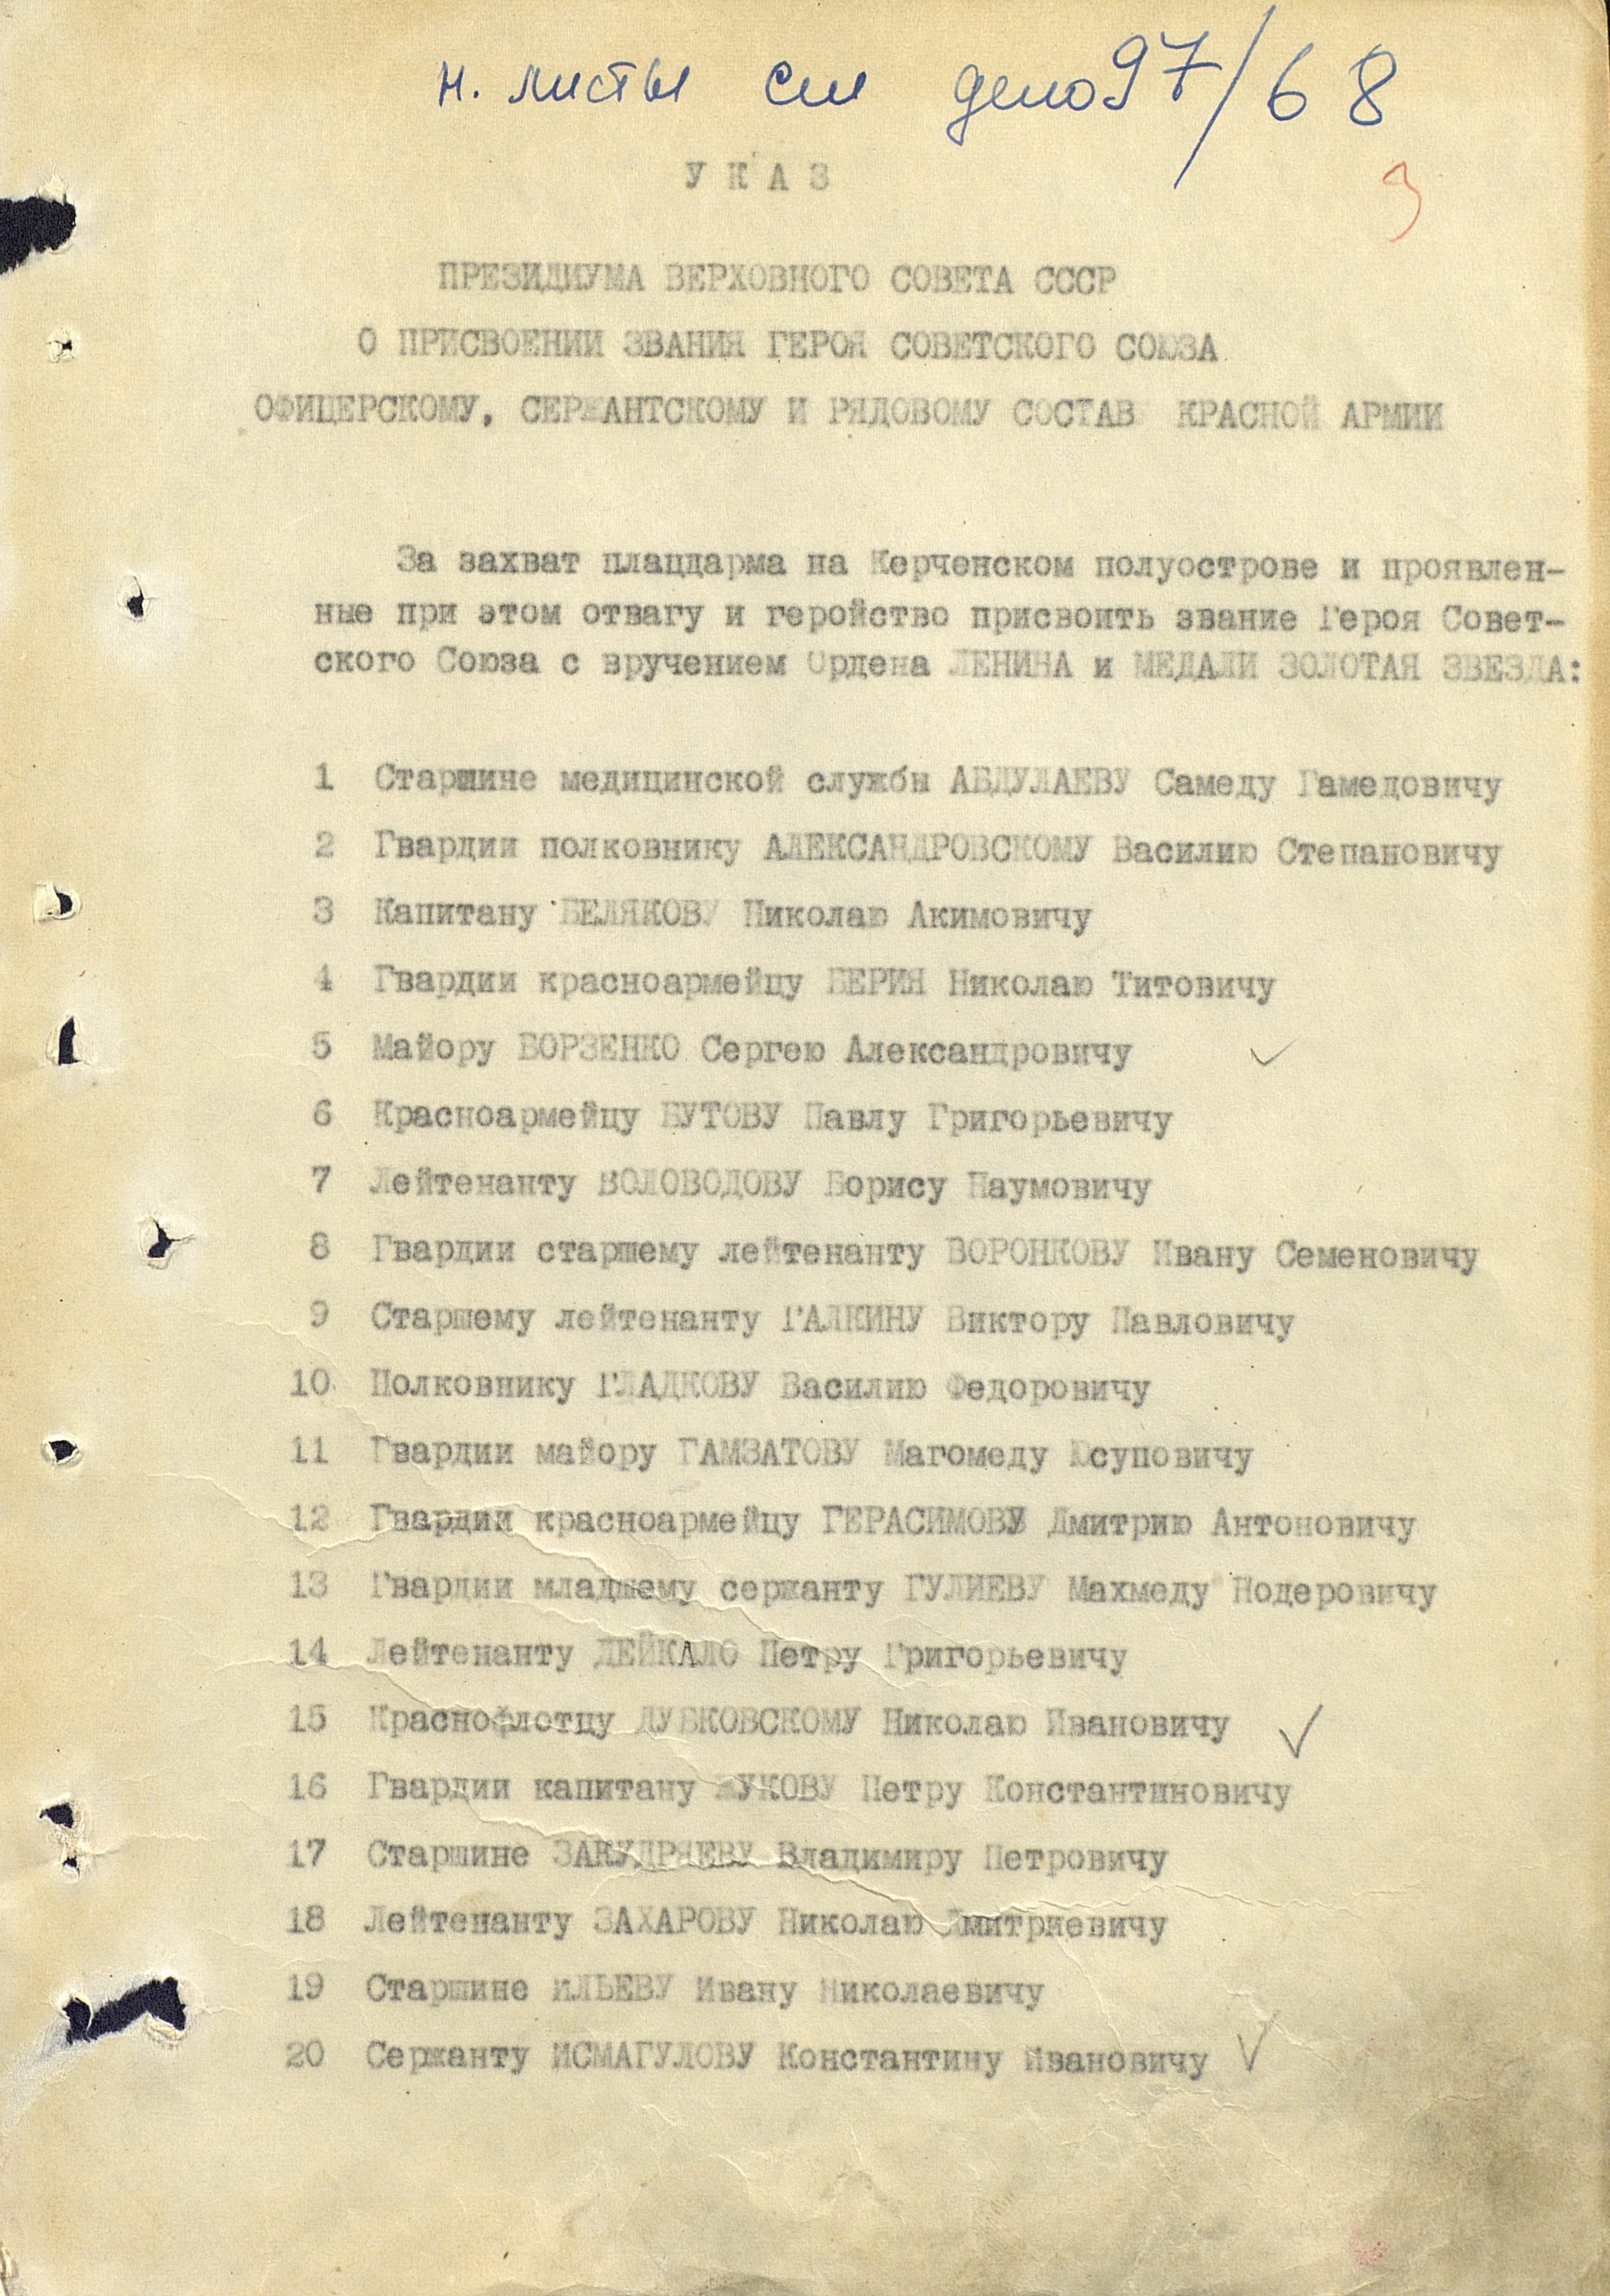 н. листы см дело 97/68
УКАЗ
3
ПРЕЗИДИУМА ВЕРХОВНОГО СОВЕТА СССР
О ПРИСВОЕНИИ ЗВАНИЯ ГЕРОЯ СОВЕТСКОГО СОЮЗА
ОФИЦЕРСКОМУ, СЕРЖАНТСКОМУ И РЯДОВОМУ СОСТАВ КРАСНОЙ АРМИИ
За захват плацдарма на Керченском полуострове и проявлен-
ные при этом отвагу и геройство присвоить звание Героя Совет-
ского Союза с вручением Ордена ЛЕНИНА и МЕДАЛИ ЗОЛОТАЯ ЗВЕЗДА:
1 Старшине медицинской службы АБДУЛАЕВУ Самеду Гамедовичу
2 Гвардии полковнику АЛЕКСАНДРОВСКОМУ Василию Степановичу
3 Капитану БЕЛЯКОВУ Николаю Акимовичу
4 Гвардии красноармейцу БЕРИЯ Николаю Титовичу
5 Майору БОРЗЕНКО Сергею Александровичу
6 Красноармейцу БУТОВУ Павлу Григорьевичу
7 Лейтенанту ВОЛОВОДОВУ Борису Наумовичу
8 Гвардии старшему лейтенанту ВОРОНКОВУ Ивану Семеновичу
9 Старшему лейтенанту ГАЛКИНУ Виктору Павловичу
10 Полковнику ГЛАДКОВУ Василию Федоровичу
11 Гвардии майору ГАМЗАТОВУ Магомеду Юсуповичу
12 Гвардии красноармейцу ГЕРАСИМОВУ Дмитрию Антоновичу
13 Гвардии младшему сержанту ГУЛИЕВУ Махмеду Нодеровичу
14 Лейтенанту ДЕЙКАЛО Петру Григорьевичу
15 Краснофлотцу ДУБКОВСКОМУ Николаю Ивановичу
16 Гвардии капитану ЖУКОВУ Петру Константиновичу
17 Старшине ЗАКУДРЯЕВУ Владимиру Петровичу
18 Лейтенанту ЗАХАРОВУ Николаю Дмитриевичу
19 Старшине ИЛЬЕВУ Ивану Николаевичу
20 Сержанту ИСМАГУЛОВУ Константину Ивановичу